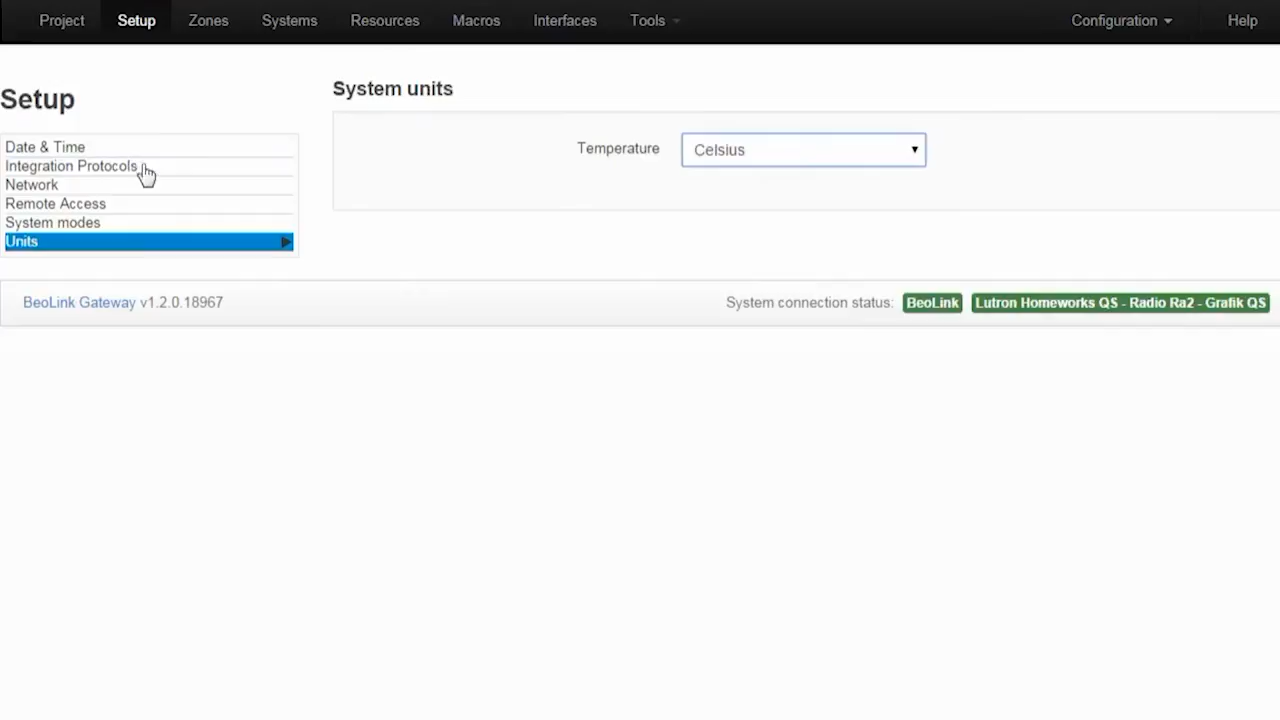 Project Setup Zones Systems Resources Macros Interfaces Tools Configuration Help
Setup
Date & Time
Integration Protocols
Network
Remote Access
System modes
Units
System units
Temperature Celsius
BeoLink Gateway v1.2.0.18967 System connection status: BeoLink Lutron Homeworks QS - Radio Ra2 - Grafik QS